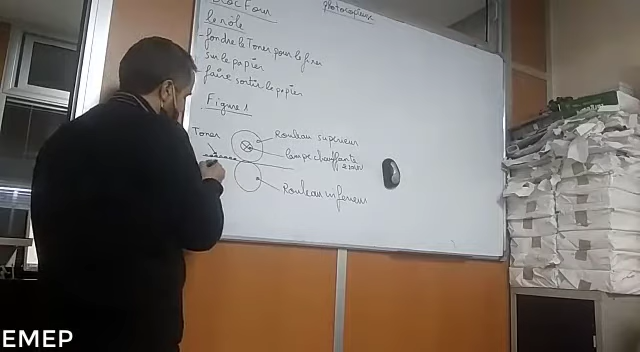 photocopieur
Four
le rôle
fondre le Toner pour le fixer
sur le papier
faire sortir le papier
Figure 1
Toner
Rouleau supérieur
lampe chauffante
Rouleau inférieur
EMEP